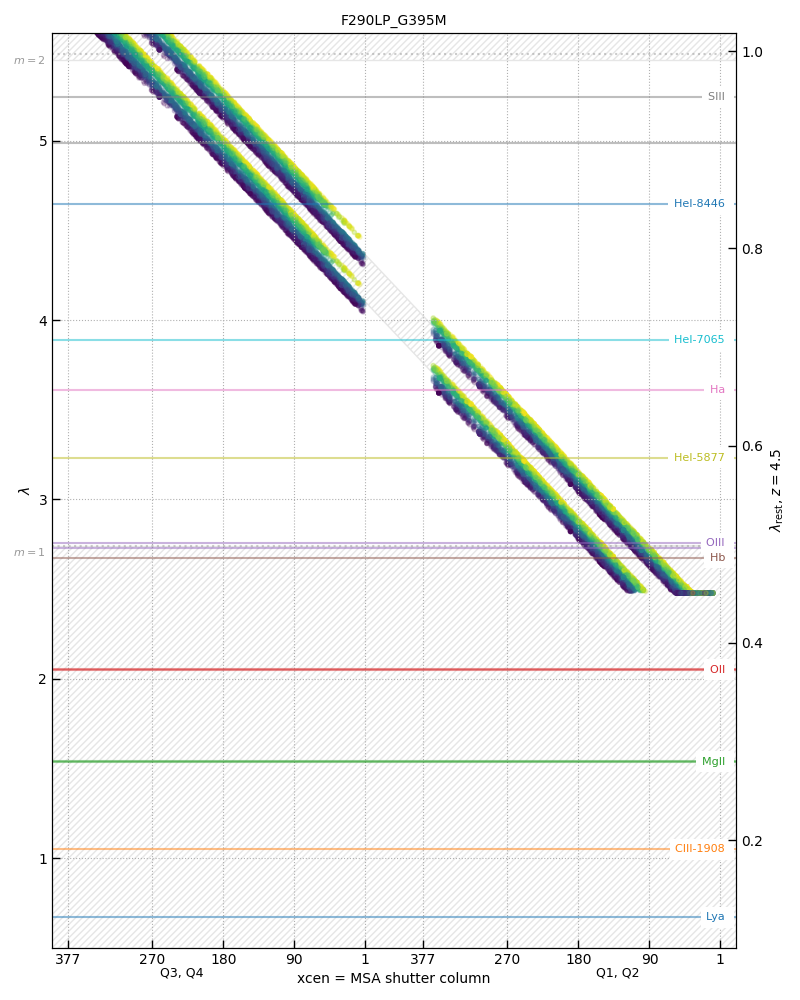 F290LP_G395M
1.0
m = 2
SIII
5
HeI-8446
0.8
4
HeI-7065
Ha
0.6
HeI-5877
λ
3
λrest, z = 4.5
OIII
m = 1
Hb
0.4
OII
2
MgII
0.2
CIII-1908
1
Lya
377 270 180 90 1 377 270 180 90 1
Q3, Q4 Q1, Q2
xcen = MSA shutter column